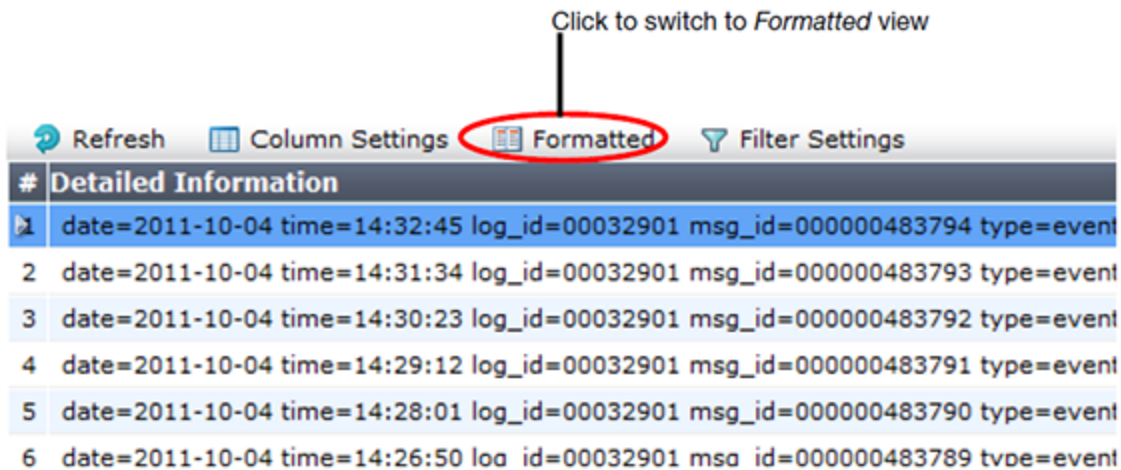 Click to switch to Formatted view
Refresh Column Settings Formatted Filter Settings
# Detailed Information
1 date=2011-10-04 time=14:32:45 log_id=00032901 msg_id=000000483794 type=event
2 date=2011-10-04 time=14:31:34 log_id=00032901 msg_id=000000483793 type=event
3 date=2011-10-04 time=14:30:23 log_id=00032901 msg_id=000000483792 type=event
4 date=2011-10-04 time=14:29:12 log_id=00032901 msg_id=000000483791 type=event
5 date=2011-10-04 time=14:28:01 log_id=00032901 msg_id=000000483790 type=event
6 date=2011-10-04 time=14:26:50 log_id=00032901 msg_id=000000483789 type=event